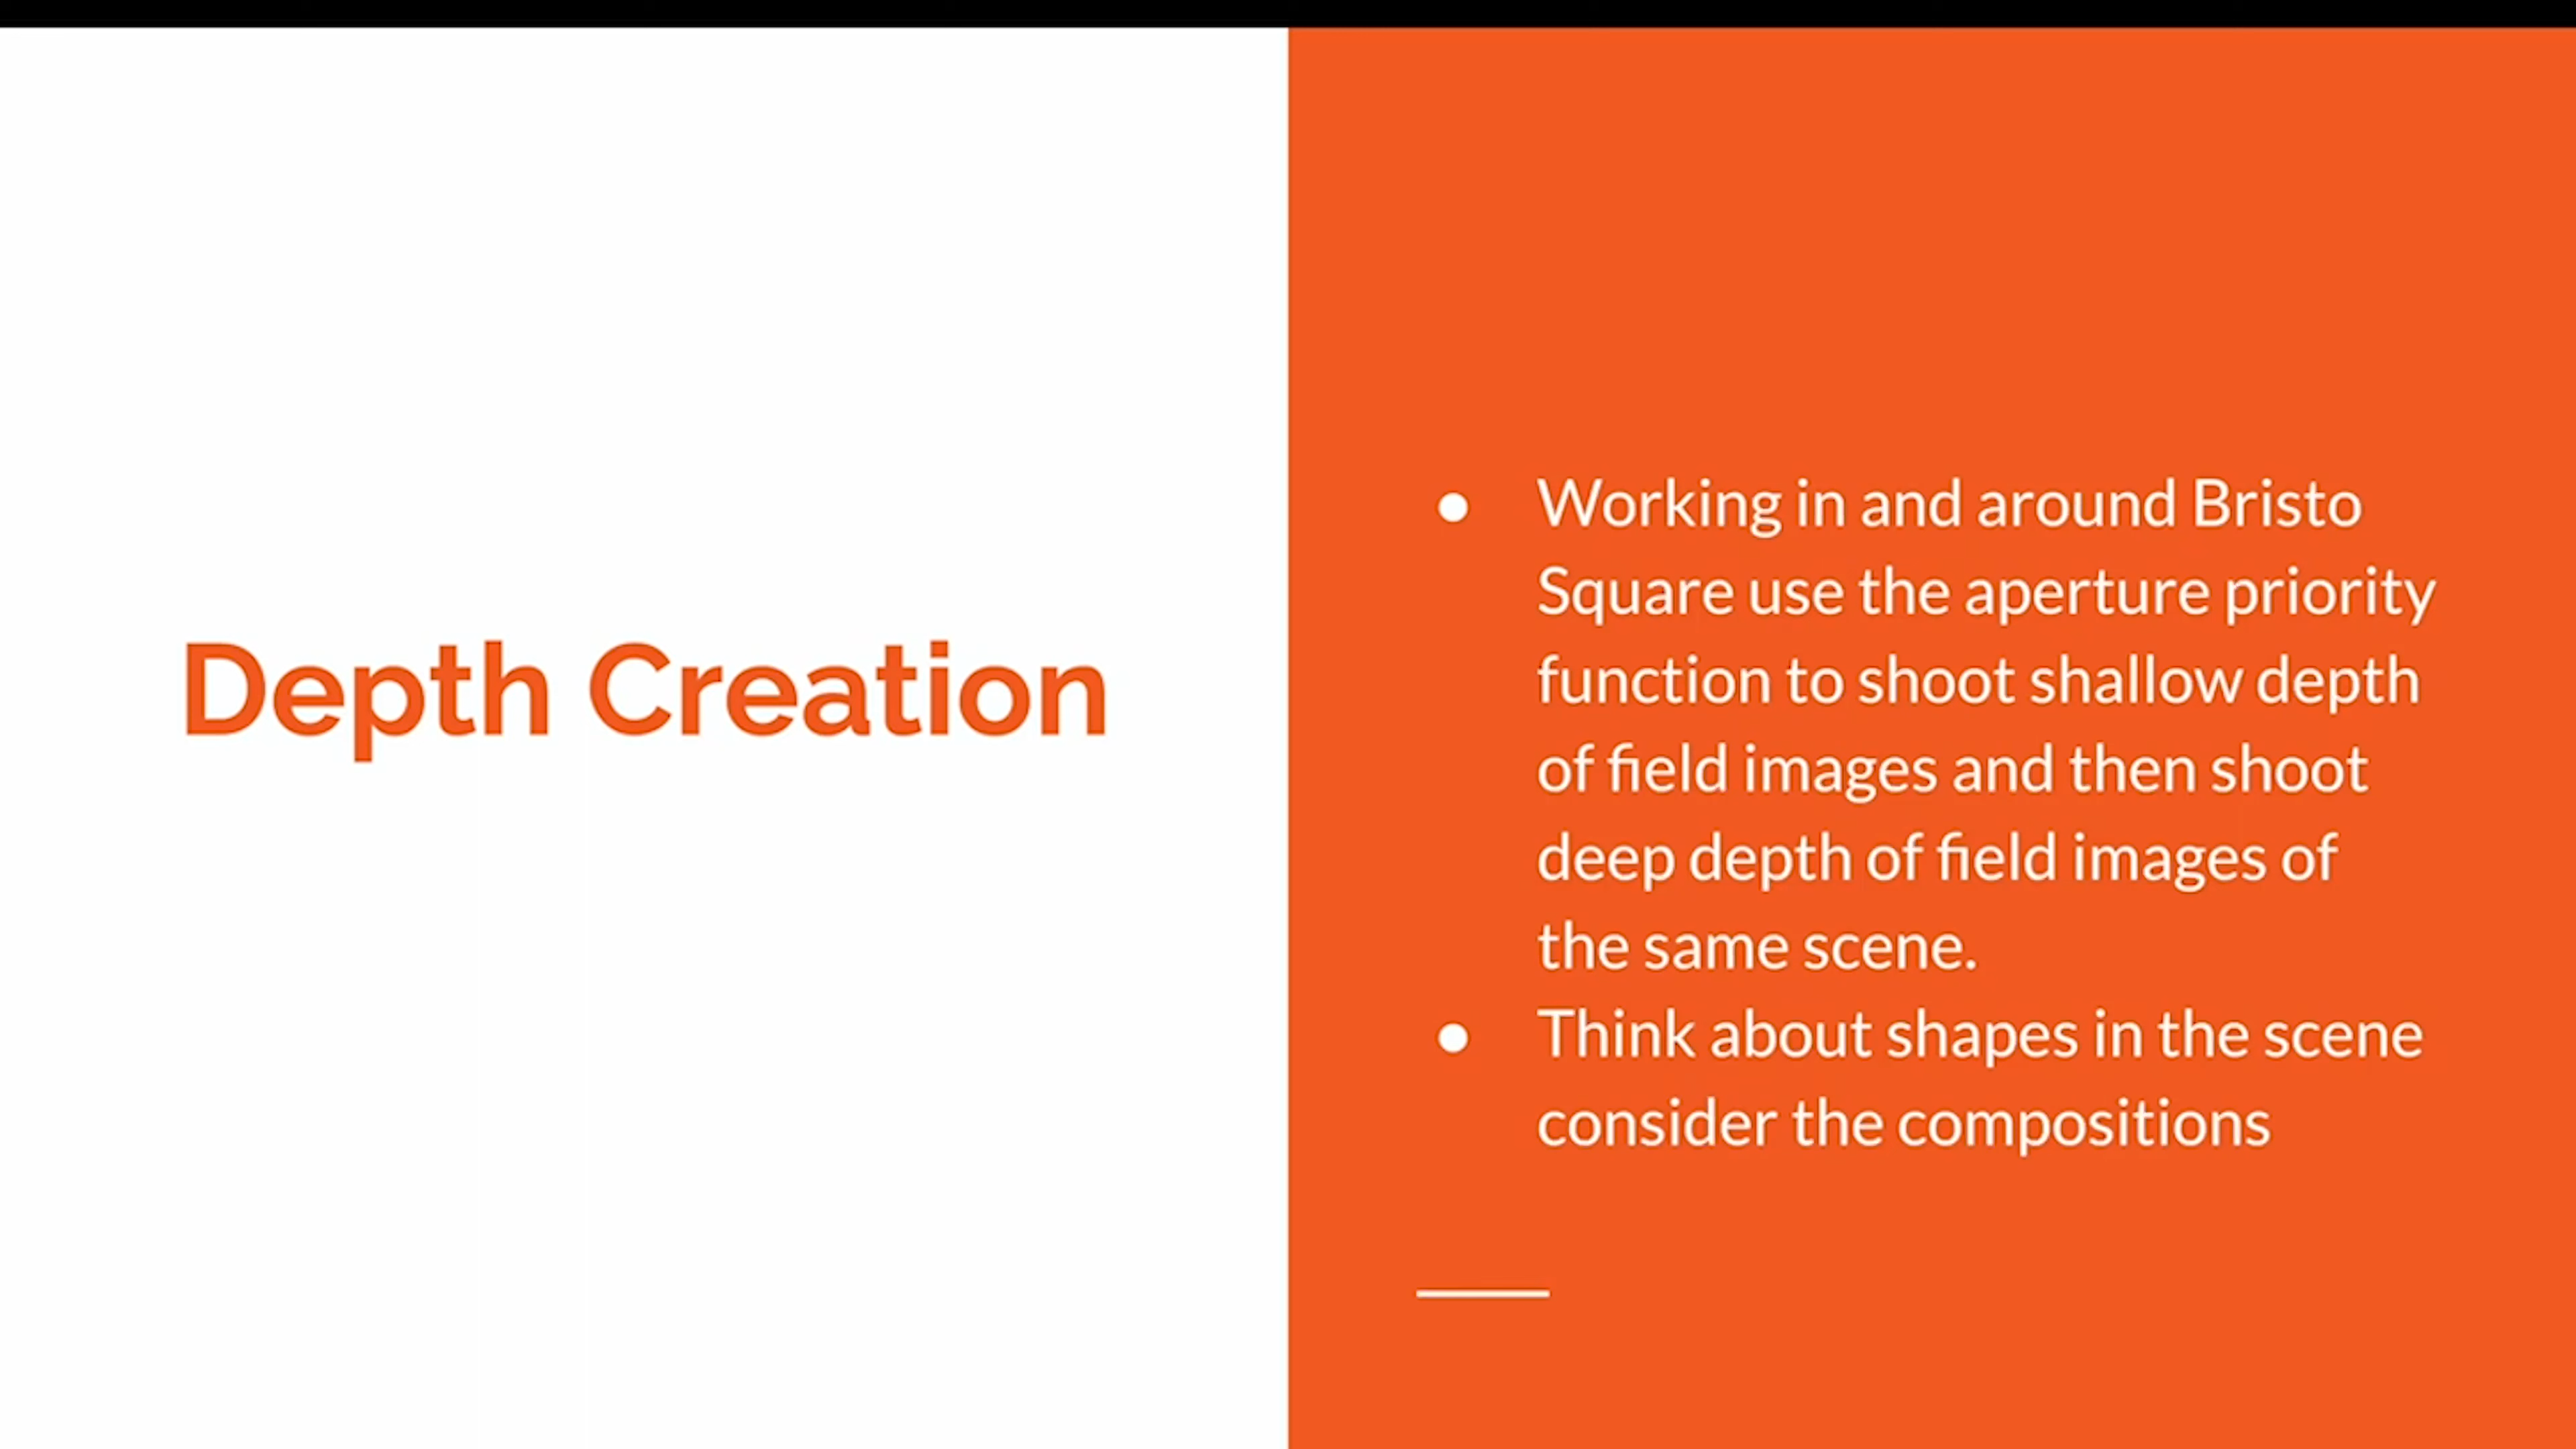 Depth Creation
● Working in and around Bristo
Square use the aperture priority
function to shoot shallow depth
of field images and then shoot
deep depth of field images of
the same scene.
● Think about shapes in the scene
consider the compositions